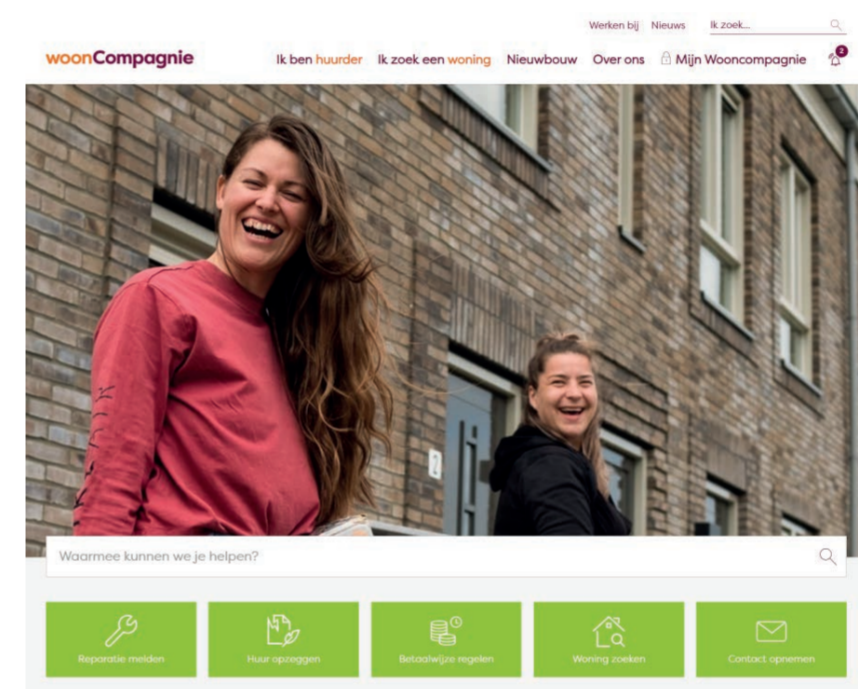 Werken bij Nieuws Ik zoek...
woonCompagnie Ik ben huurder Ik zoek een woning Nieuwbouw Over ons Mijn Wooncompagnie 2
2
Waarmee kunnen we je helpen?
Reparatie melden Huur opzeggen Betaalwijze regelen Woning zoeken Contact opnemen